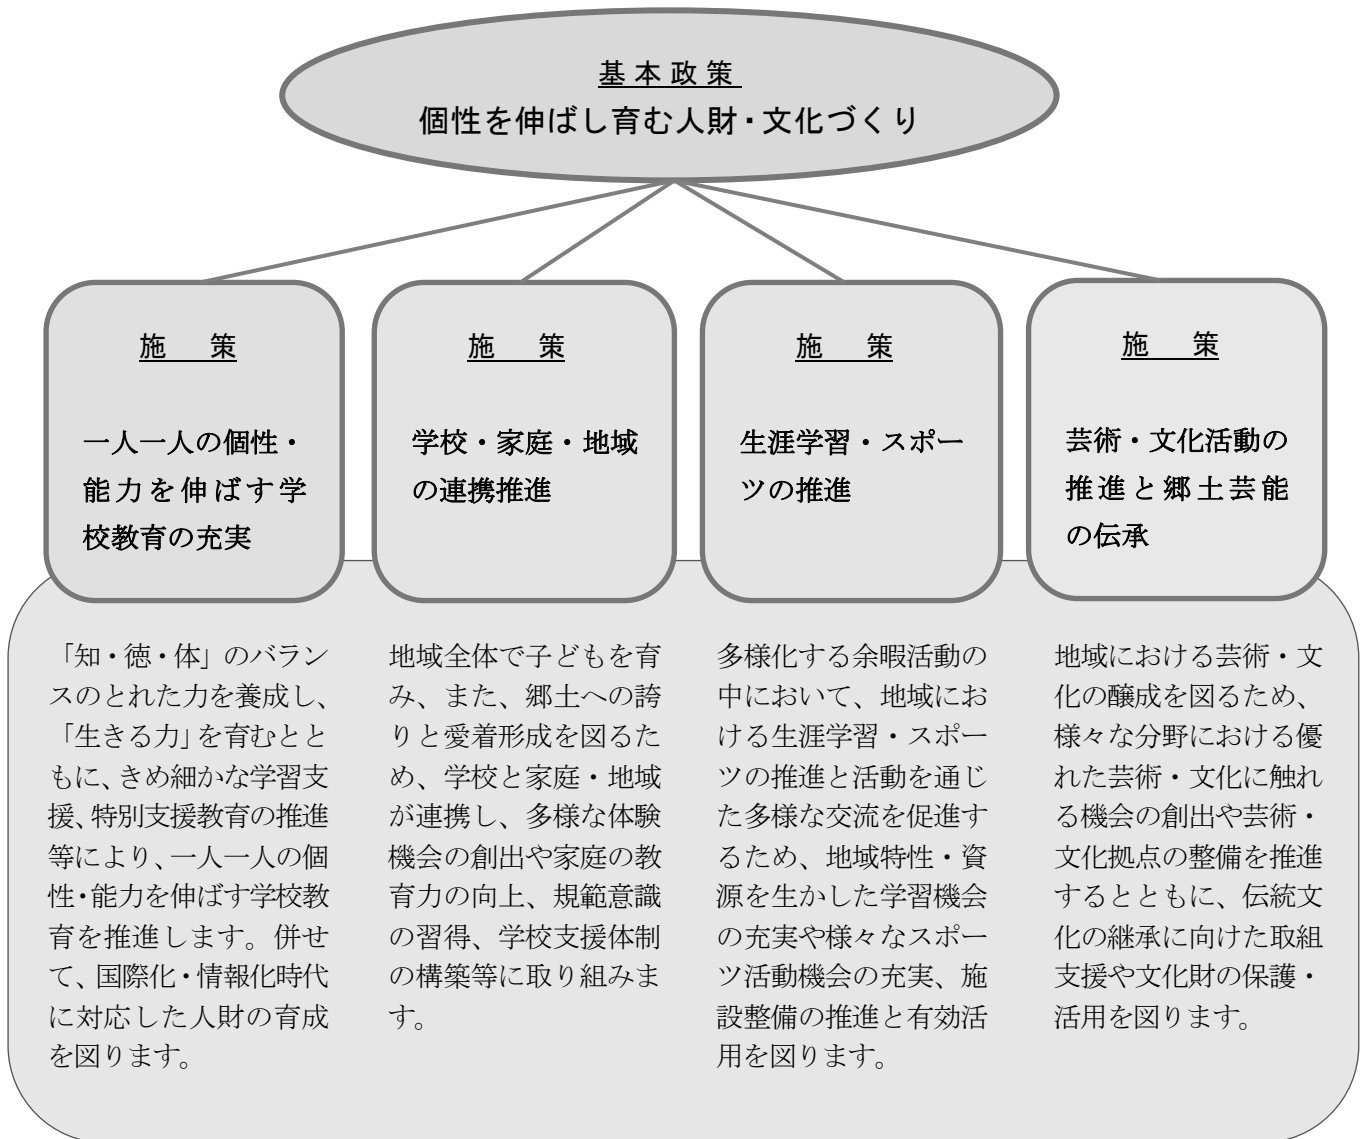 基本政策
個性を伸ばし育む人財・文化づくり
施　策
一人一人の個性・
能力を伸ばす学
校教育の充実
施　策
学校・家庭・地域
の連携推進
施　策
生涯学習・スポー
ツの推進
施　策
芸術・文化活動の
推進と郷土芸能
の伝承
「知・徳・体」のバラン
スのとれた力を養成し、
「生きる力」を育むとと
もに、きめ細かな学習支
援、特別支援教育の推進
等により、一人一人の個
性・能力を伸ばす学校教
育を推進します。併せ
て、国際化・情報化時代
に対応した人財の育成
を図ります。
地域全体で子どもを育
み、また、郷土への誇
りと愛着形成を図るた
め、学校と家庭・地域
が連携し、多様な体験
機会の創出や家庭の教
育力の向上、規範意識
の習得、学校支援体制
の構築等に取り組みま
す。
多様化する余暇活動の
中において、地域にお
ける生涯学習・スポー
ツの推進と活動を通じ
た多様な交流を促進す
るため、地域特性・資
源を生かした学習機会
の充実や様々なスポー
ツ活動機会の充実、施
設整備の推進と有効活
用を図ります。
地域における芸術・文
化の醸成を図るため、
様々な分野における優
れた芸術・文化に触れ
る機会の創出や芸術・
文化拠点の整備を推進
するとともに、伝統文
化の継承に向けた取組
支援や文化財の保護・
活用を図ります。